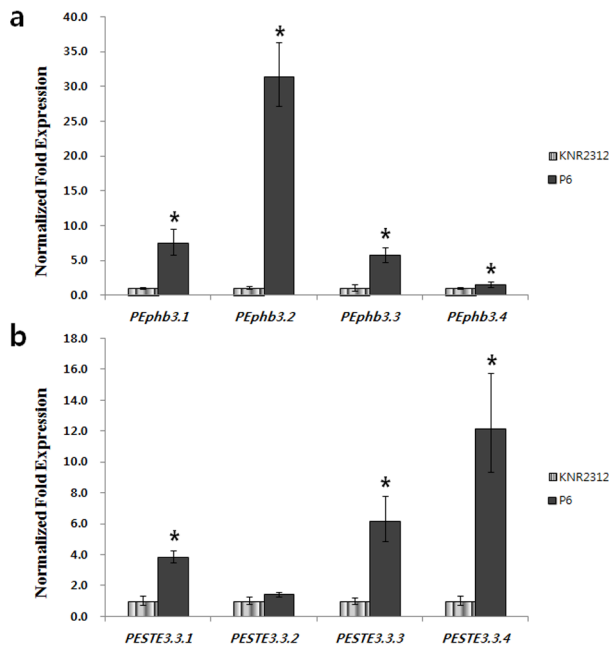 a
Normalized Fold Expression
40.0
35.0
30.0
25.0
20.0
15.0
10.0
5.0
0.0
*
*
*
*
KNR2312
P6
PEphb3.1 PEphb3.2 PEphb3.3 PEphb3.4
b
Normalized Fold Expression
18.0
16.0
14.0
12.0
10.0
8.0
6.0
4.0
2.0
0.0
*
*
*
KNR2312
P6
PESTE3.3.1 PESTE3.3.2 PESTE3.3.3 PESTE3.3.4